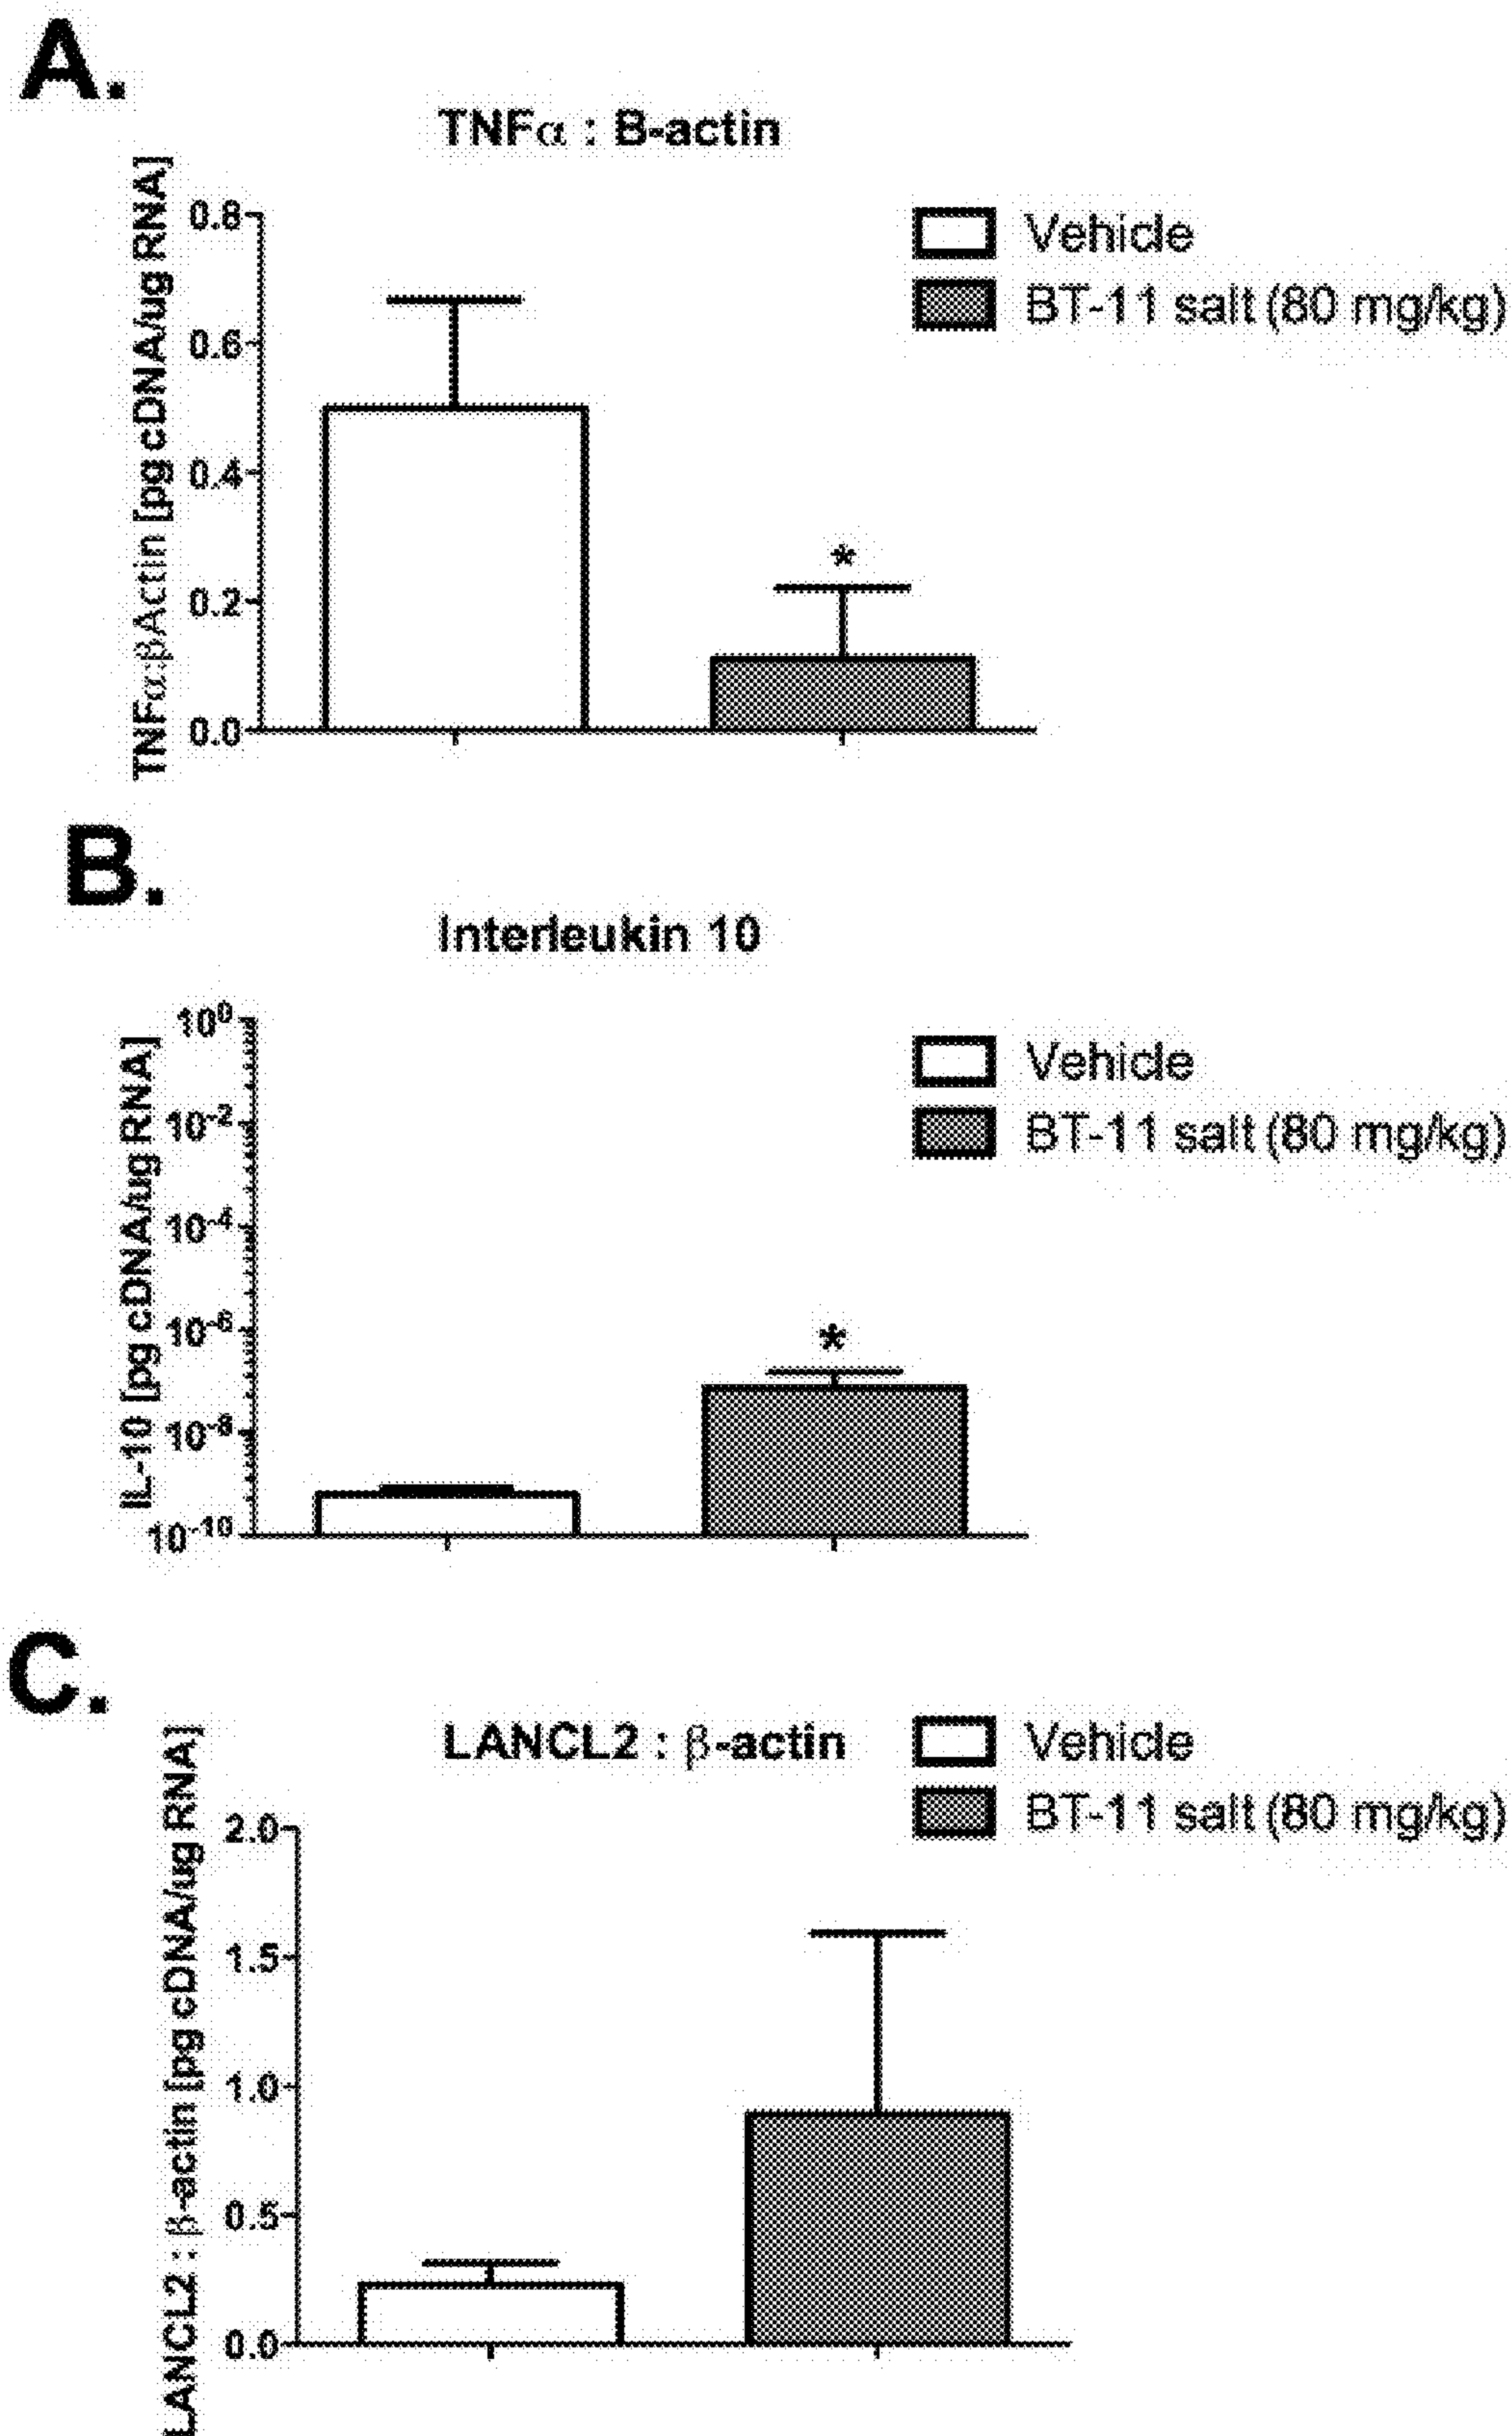 A.
TNFα : B-actin
TNFα:βActin [pg cDNA/ug RNA]
0.8
0.6
0.4
0.2
0.0
*
Vehicle
BT-11 salt (80 mg/kg)
B.
Interleukin 10
IL-10 [pg cDNA/ug RNA]
10⁰
10⁻²
10⁻⁴
10⁻⁶
10⁻⁸
10⁻¹⁰
*
Vehicle
BT-11 salt (80 mg/kg)
C.
LANCL2 : β-actin
LANCL2 : β-actin [pg cDNA/ug RNA]
2.0
1.5
1.0
0.5
0.0
Vehicle
BT-11 salt (80 mg/kg)